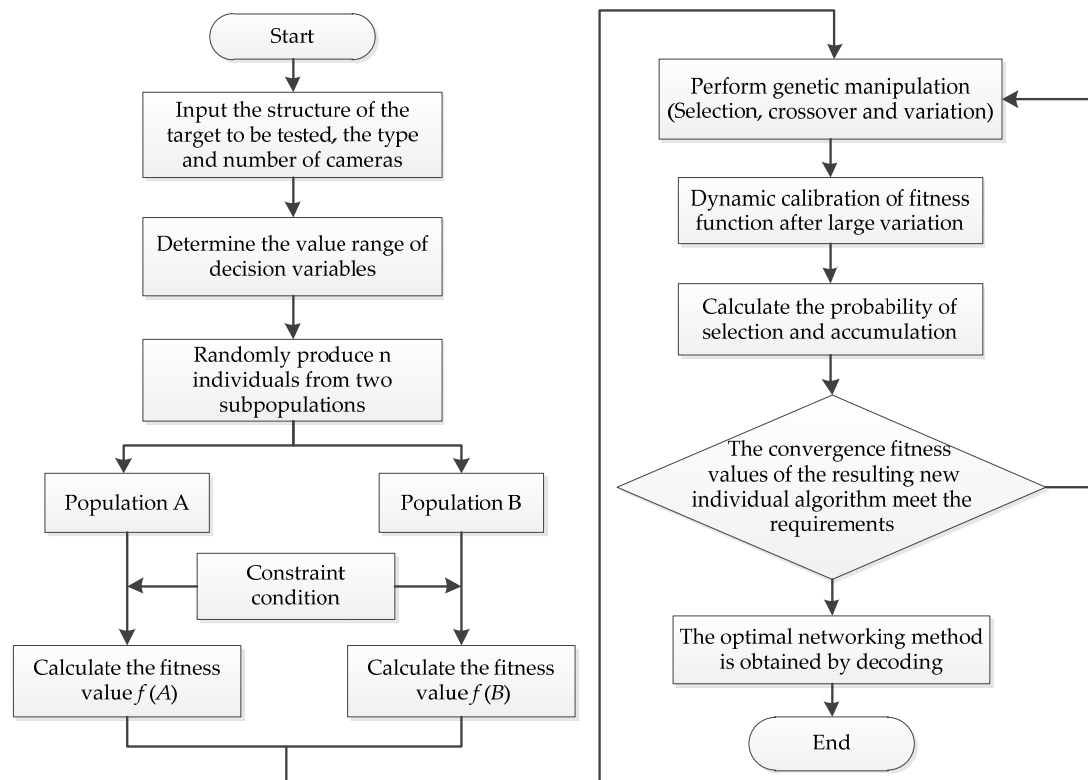 Start
Input the structure of the
target to be tested, the type
and number of cameras
Determine the value range of
decision variables
Randomly produce n
individuals from two
subpopulations
Population A
Population B
Constraint
condition
Calculate the fitness
value f (A)
Calculate the fitness
value f (B)
Perform genetic manipulation
(Selection, crossover and variation)
Dynamic calibration of fitness
function after large variation
Calculate the probability of
selection and accumulation
The convergence fitness
values of the resulting new
individual algorithm meet the
requirements
The optimal networking method
is obtained by decoding
End